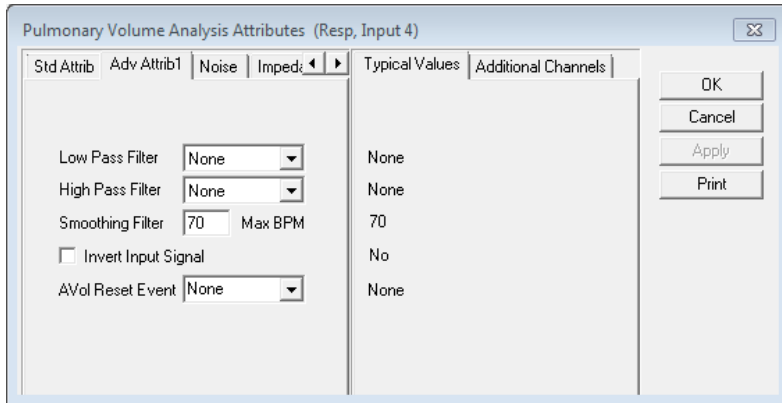 Pulmonary Volume Analysis Attributes (Resp, Input 4)
Std Attrib Adv Attrib1 Noise Typical Values Additional Channels
OK
Cancel
Apply
Print
Low Pass Filter None None
High Pass Filter None None
Smoothing Filter 70 Max BPM 70
Invert Input Signal No
AVol Reset Event None None